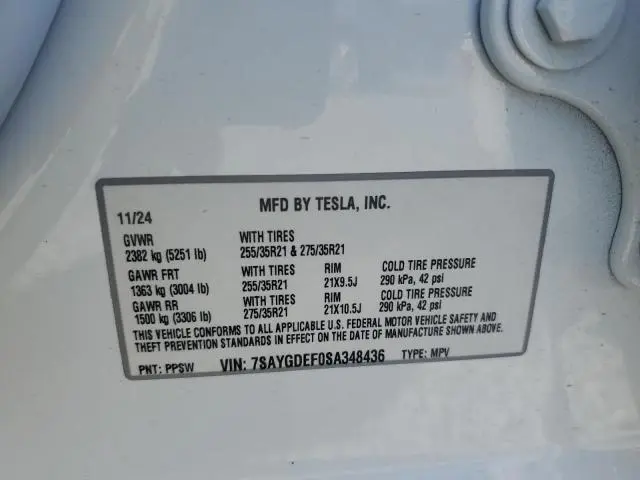 MFD BY TESLA, INC.
11/24
GVWR WITH TIRES
2382 kg (5251 lb) 255/35R21 & 275/35R21
GAWR FRT WITH TIRES RIM COLD TIRE PRESSURE
1363 kg (3004 lb) 255/35R21 21X9.5J 290 kPa, 42 psi
GAWR RR WITH TIRES RIM COLD TIRE PRESSURE
1500 kg (3306 lb) 275/35R21 21X10.5J 290 kPa, 42 psi
THIS VEHICLE CONFORMS TO ALL APPLICABLE U.S. FEDERAL MOTOR VEHICLE SAFETY AND
THEFT PREVENTION STANDARDS IN EFFECT ON THE DATE OF MANUFACTURE SHOWN ABOVE.
PNT: PPSW VIN: 7SAYGDEF0SA348436 TYPE: MPV